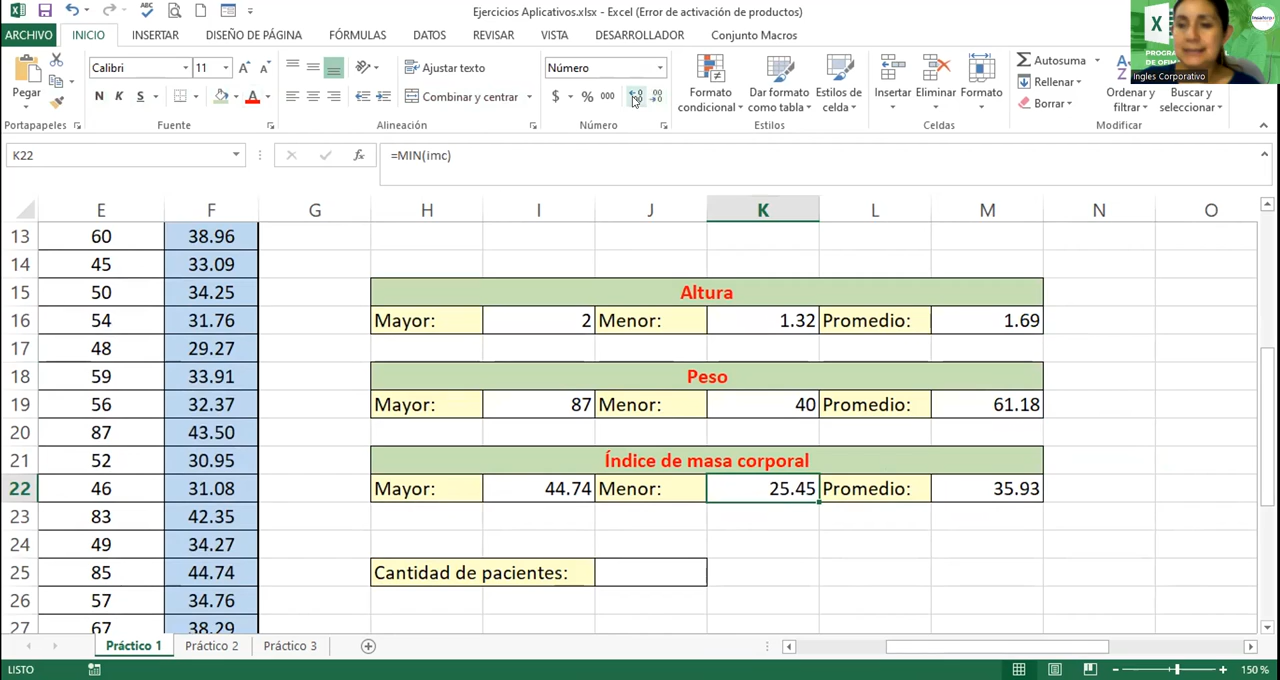 Ejercicios Aplicativos.xlsx - Excel (Error de activación de productos)
ARCHIVO INICIO INSERTAR DISEÑO DE PÁGINA FÓRMULAS DATOS REVISAR VISTA DESARROLLADOR Conjunto Macros
Calibri 11 Ajustar texto Número Autosuma
Pegar N K S A Combinar y centrar $ % 000 Formato condicional Dar formato como tabla Estilos de celda Insertar Eliminar Formato Rellenar Borrar Ordenar y filtrar Buscar y seleccionar
Ingles Corporativo
Portapapeles Fuente Alineación Número Estilos Celdas Modificar
K22 fx =MIN(imc)
E F G H I J K L M N O
13 60 38.96
14 45 33.09
15 50 34.25 Altura
16 54 31.76 Mayor: 2 Menor: 1.32 Promedio: 1.69
17 48 29.27
18 59 33.91 Peso
19 56 32.37 Mayor: 87 Menor: 40 Promedio: 61.18
20 87 43.50
21 52 30.95 Índice de masa corporal
22 46 31.08 Mayor: 44.74 Menor: 25.45 Promedio: 35.93
23 83 42.35
24 49 34.27
25 85 44.74 Cantidad de pacientes:
26 57 34.76
27 67 38.29
Práctico 1 Práctico 2 Práctico 3
LISTO 150 %